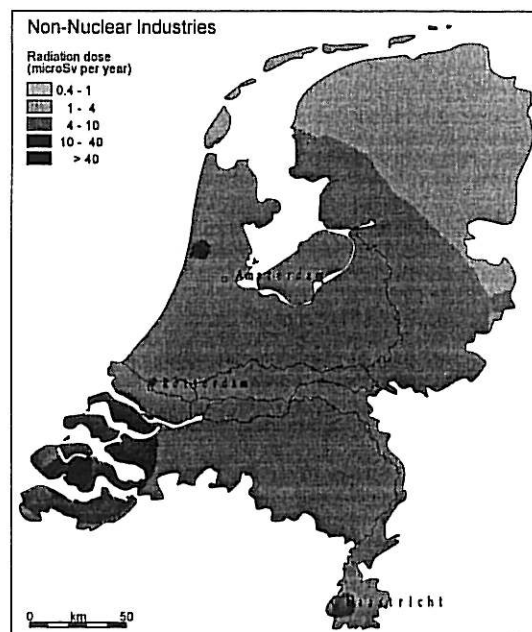 Non-Nuclear Industries
Radiation dose
(microSv per year)
0.4 - 1
1 - 4
4 - 10
10 - 40
> 40
Amsterdam
Rotterdam
Maastricht
0 km 50